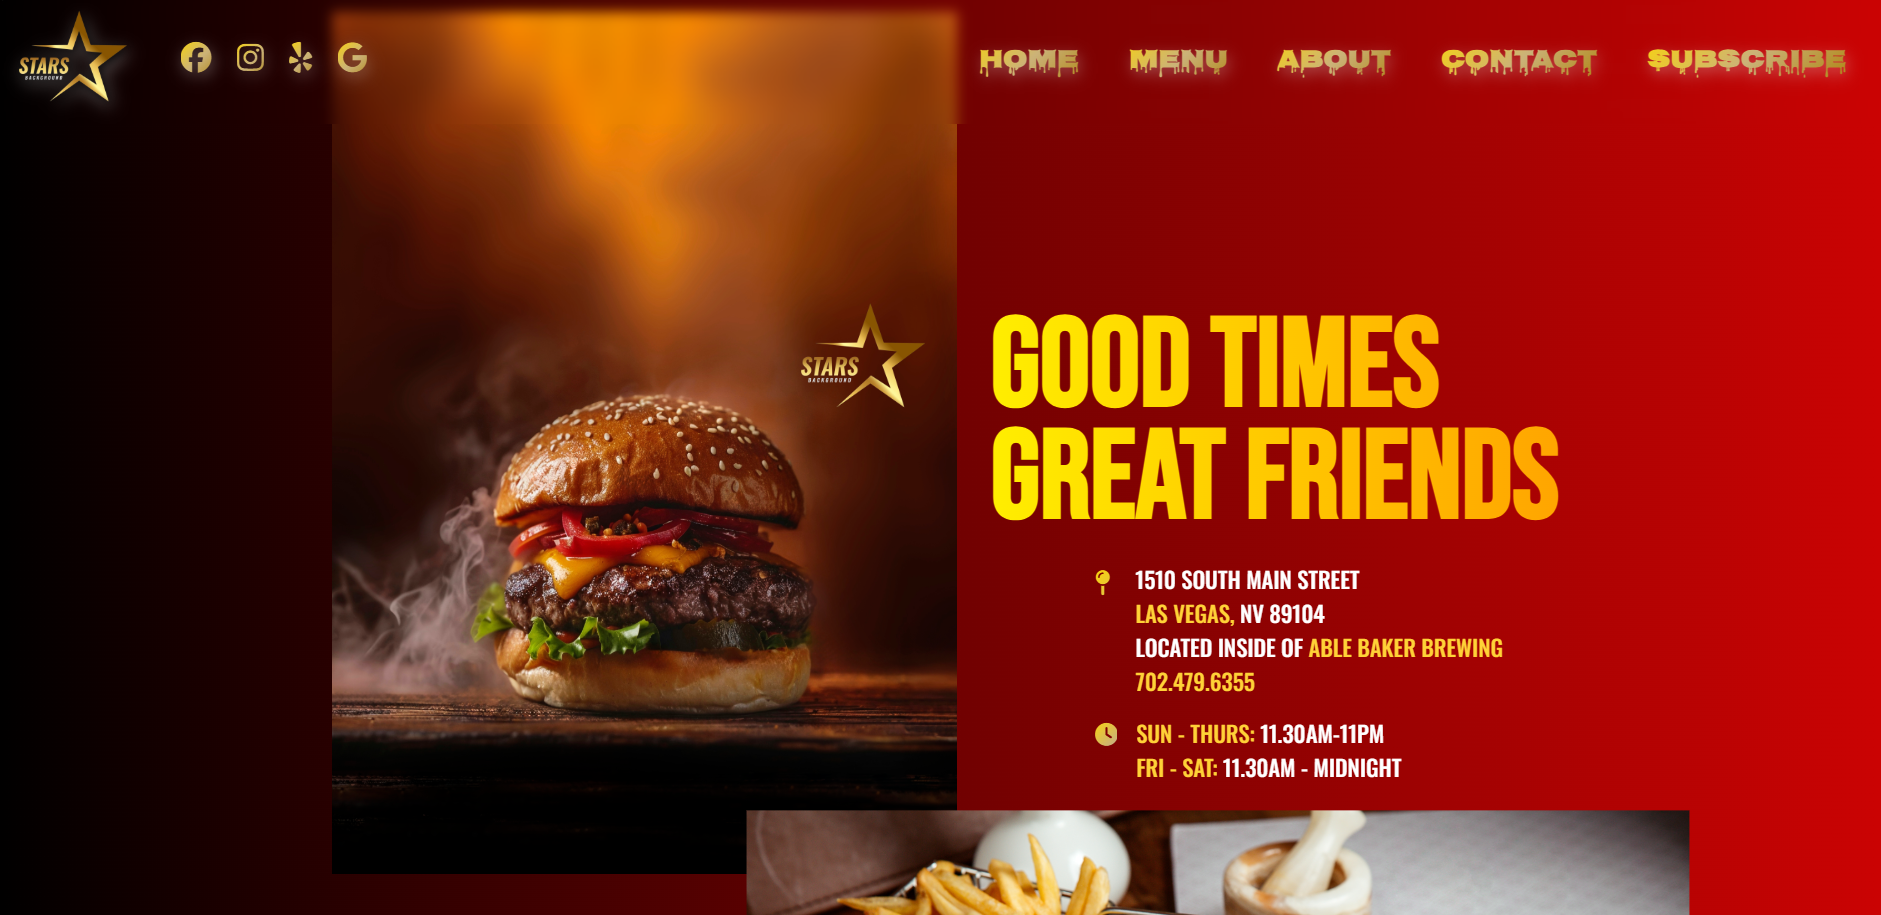 STARS
BACKGROUND
HOME MENU ABOUT CONTACT SUBSCRIBE
STARS
BACKGROUND
GOOD TIMES
GREAT FRIENDS
1510 SOUTH MAIN STREET
LAS VEGAS, NV 89104
LOCATED INSIDE OF ABLE BAKER BREWING
702.479.6355
SUN - THURS: 11.30AM-11PM
FRI - SAT: 11.30AM - MIDNIGHT